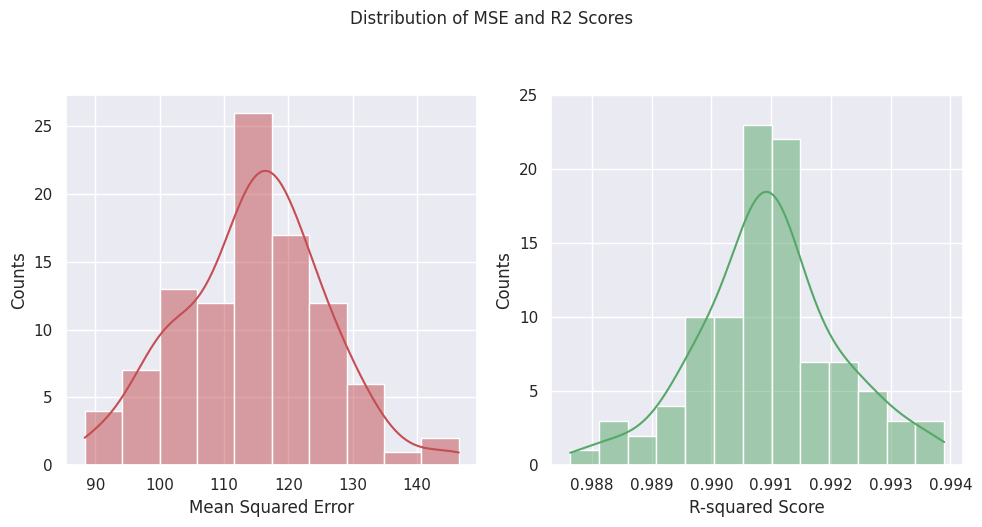 Distribution of MSE and R2 Scores
25
20
15
10
5
0
Counts
90 100 110 120 130 140
Mean Squared Error
25
20
15
10
5
0
Counts
0.988 0.989 0.990 0.991 0.992 0.993 0.994
R-squared Score